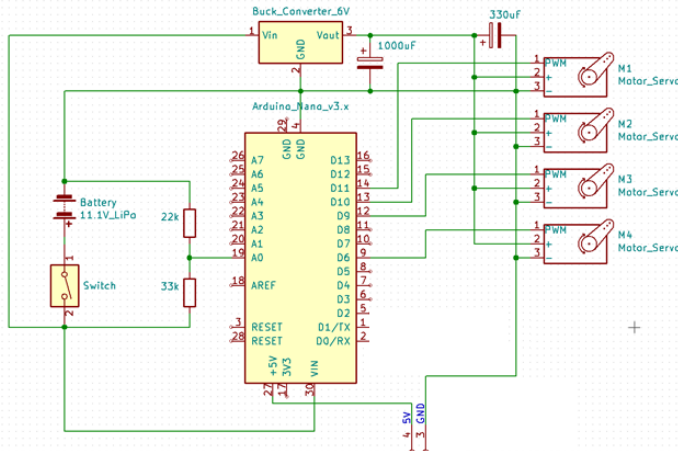 Buck_Converter_6V
1 Vin Vout 3
GND
2
1000uF
330uF
+
+
Arduino_Nano_v3.x
29 4
GND GND
26 A7 D13 16
25 A6 D12 15
24 A5 D11 14
23 A4 D10 13
22 A3 D9 12
21 A2 D8 11
20 A1 D7 10
19 A0 D6 9
D5 8
18 AREF D4 7
D3 6
D2 5
3 RESET D1/TX 1
28 RESET D0/RX 2
+5V 3V3 VIN
27 17 30
Battery
11.1V_LiPo
+
1
Switch
2
22k
33k
1 PWM
2 +
3 -
M1
Motor_Servo
1 PWM
2 +
3 -
M2
Motor_Servo
1 PWM
2 +
3 -
M3
Motor_Servo
1 PWM
2 +
3 -
M4
Motor_Servo
5V GND
4 3